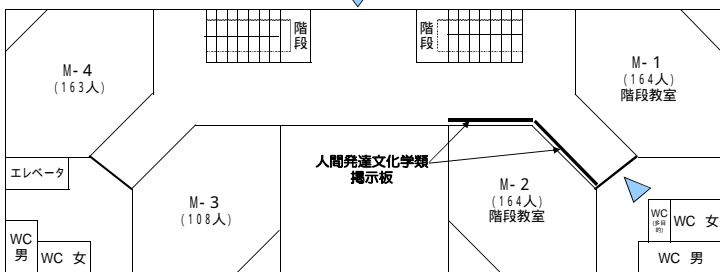 階段
階段
M-4
(163人)
M-1
(164人)
階段教室
人間発達文化学類
掲示板
エレベータ
M-3
(108人)
M-2
(164人)
階段教室
WC
男
WC 女
WC
(多目的)
WC 女
WC 男